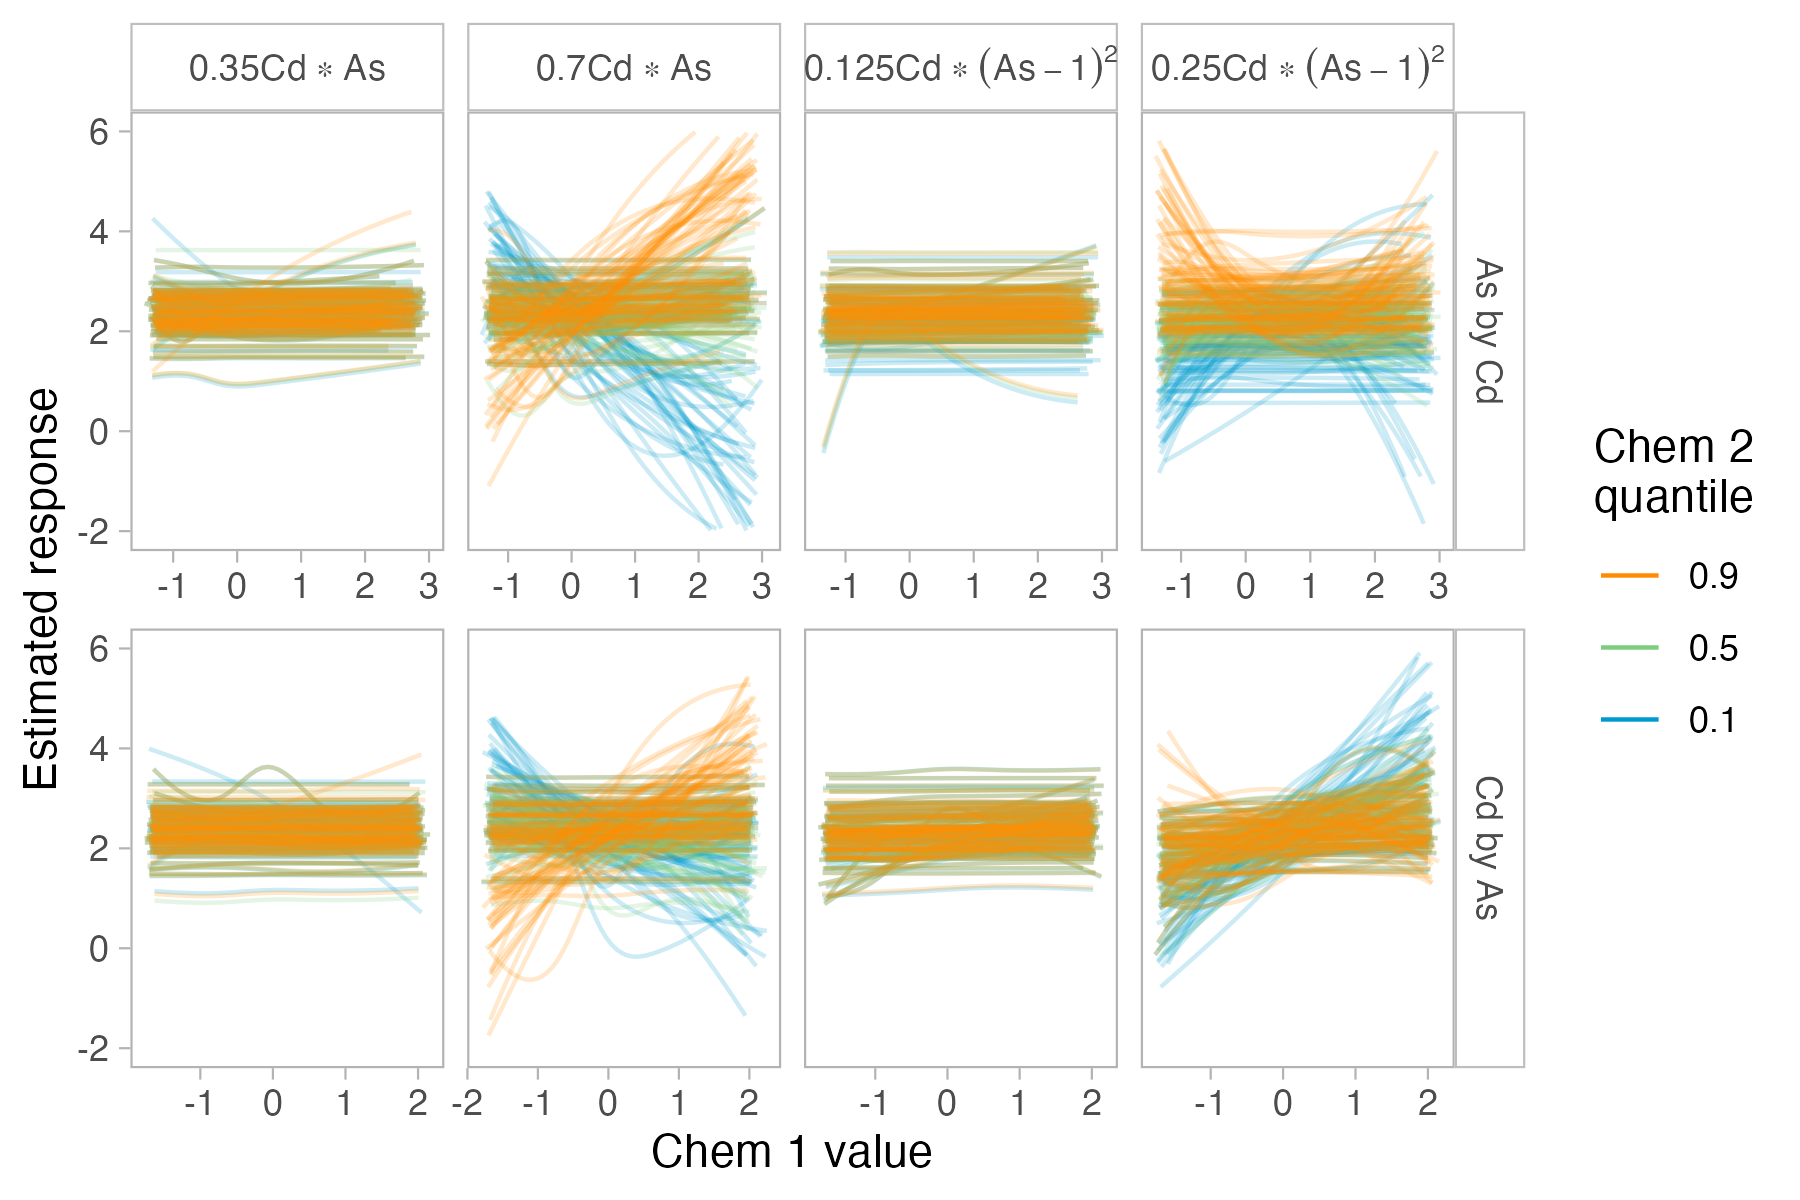 0.35Cd ∗ As
0.7Cd ∗ As
0.125Cd ∗ (As − 1)²
0.25Cd ∗ (As − 1)²
6
4
2
0
-2
As by Cd
-1 0 1 2 3
-1 0 1 2 3
-1 0 1 2 3
-1 0 1 2 3
6
4
2
0
-2
Cd by As
-1 0 1 2
-2 -1 0 1 2
-1 0 1 2
-1 0 1 2
Estimated response
Chem 1 value
Chem 2
quantile
0.9
0.5
0.1